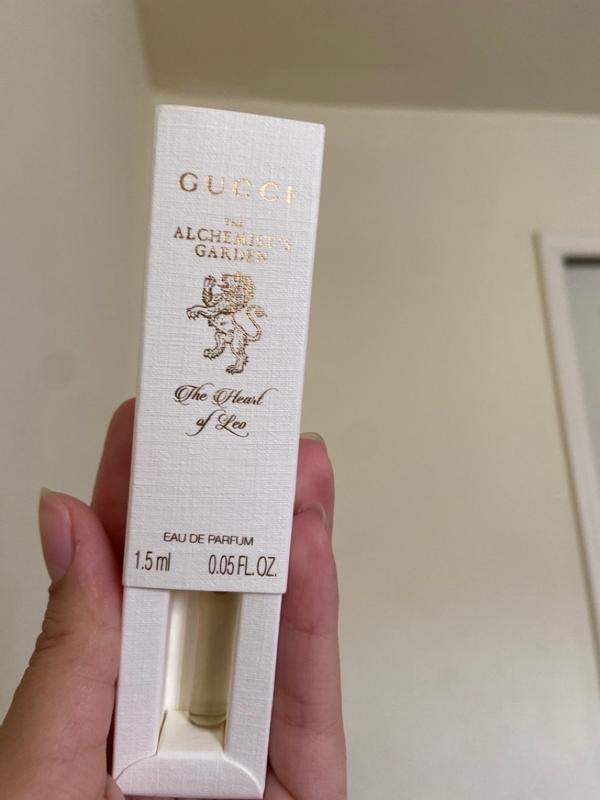 GUCCI
THE
ALCHEMIST'S
GARDEN
The Heart
of Leo
EAU DE PARFUM
1.5 ml 0.05 FL. OZ.